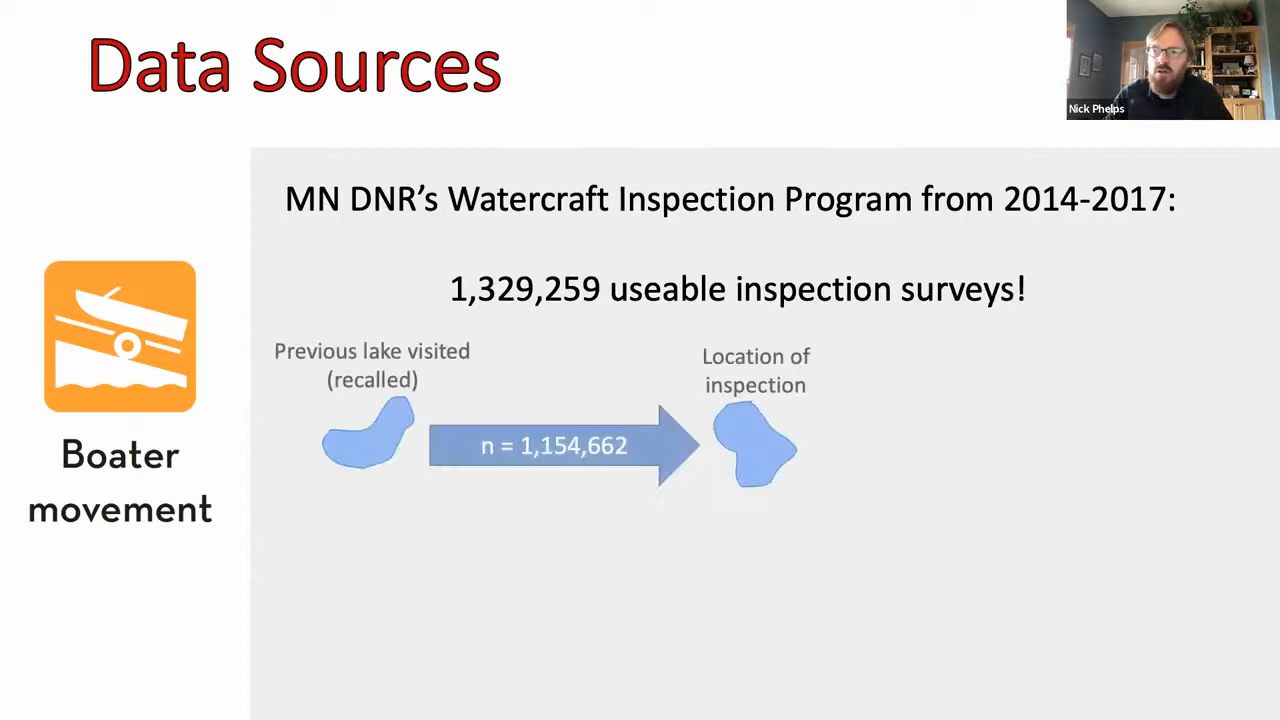 Data Sources
Nick Phelps
MN DNR's Watercraft Inspection Program from 2014-2017:
1,329,259 useable inspection surveys!
Previous lake visited
(recalled)
Location of
inspection
n = 1,154,662
Boater
movement